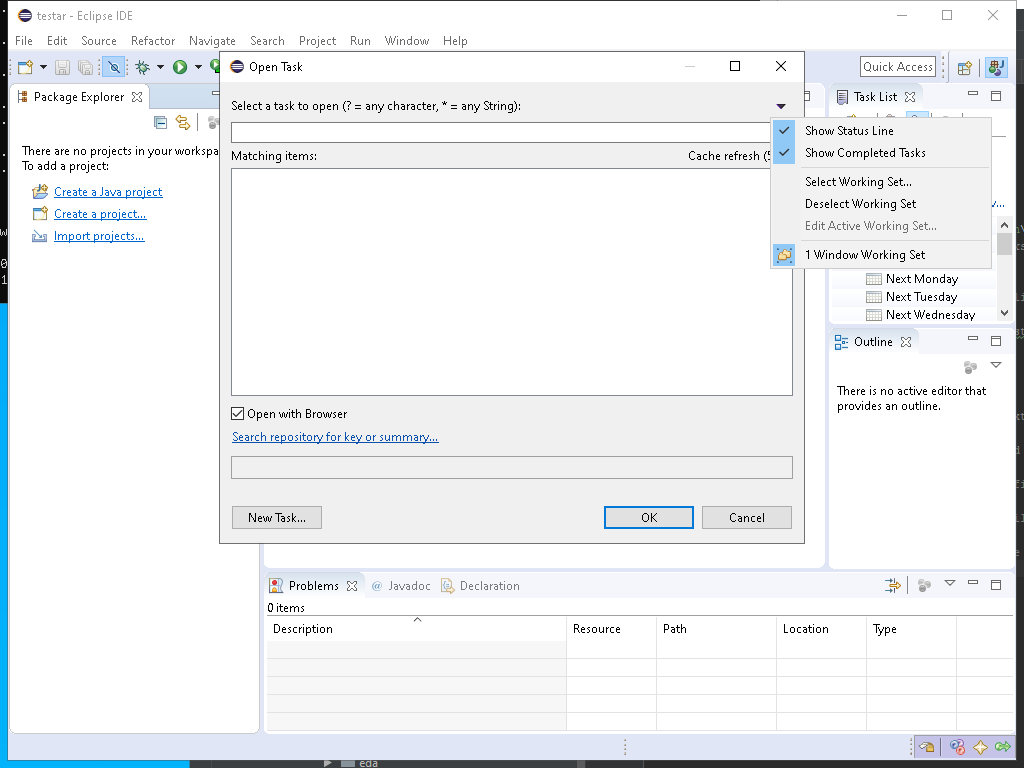 testar - Eclipse IDE
File Edit Source Refactor Navigate Search Project Run Window Help
Quick Access
Package Explorer
There are no projects in your workspa
To add a project:
Create a Java project
Create a project...
Import projects...
Open Task
Select a task to open (? = any character, * = any String):
Matching items:
Cache refresh (
Open with Browser
Search repository for key or summary...
New Task...
OK
Cancel
Task List
Show Status Line
Show Completed Tasks
Select Working Set...
Deselect Working Set
Edit Active Working Set...
1 Window Working Set
Next Monday
Next Tuesday
Next Wednesday
Outline
There is no active editor that
provides an outline.
Problems @ Javadoc Declaration
0 items
Description Resource Path Location Type
eda